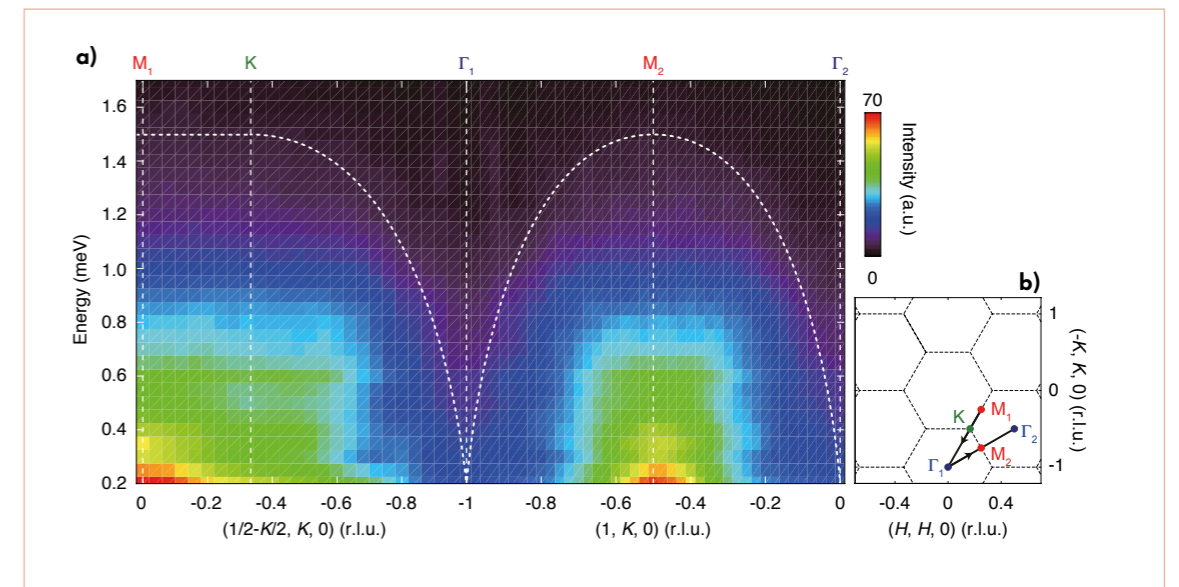 a)
M₁ K Γ₁ M₂ Γ₂
Energy (meV)
1.6
1.4
1.2
1.0
0.8
0.6
0.4
0.2
0 -0.2 -0.4 -0.6 -0.8 -1 -0.8 -0.6 -0.4 -0.2 0
(1/2-K/2, K, 0) (r.l.u.) (1, K, 0) (r.l.u.)
70
Intensity (a.u.)
0
b)
1
0
-1
(-K, K, 0) (r.l.u.)
K M₁
Γ₂
Γ₁ M₂
-0.4 0 0.4
(H, H, 0) (r.l.u.)